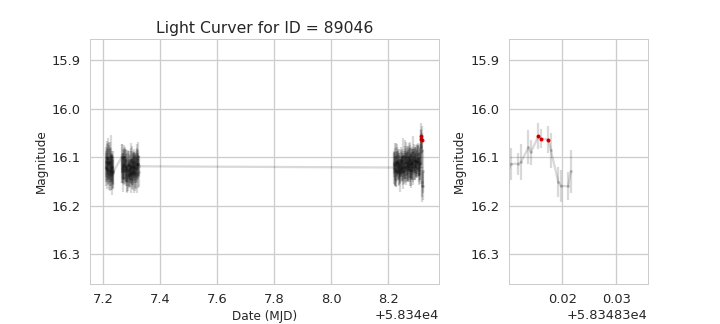 Light Curver for ID = 89046
Magnitude
15.9
16.0
16.1
16.2
16.3
7.2 7.4 7.6 7.8 8.0 8.2
Date (MJD)
+5.834e4
Magnitude
15.9
16.0
16.1
16.2
16.3
0.02 0.03
+5.83483e4